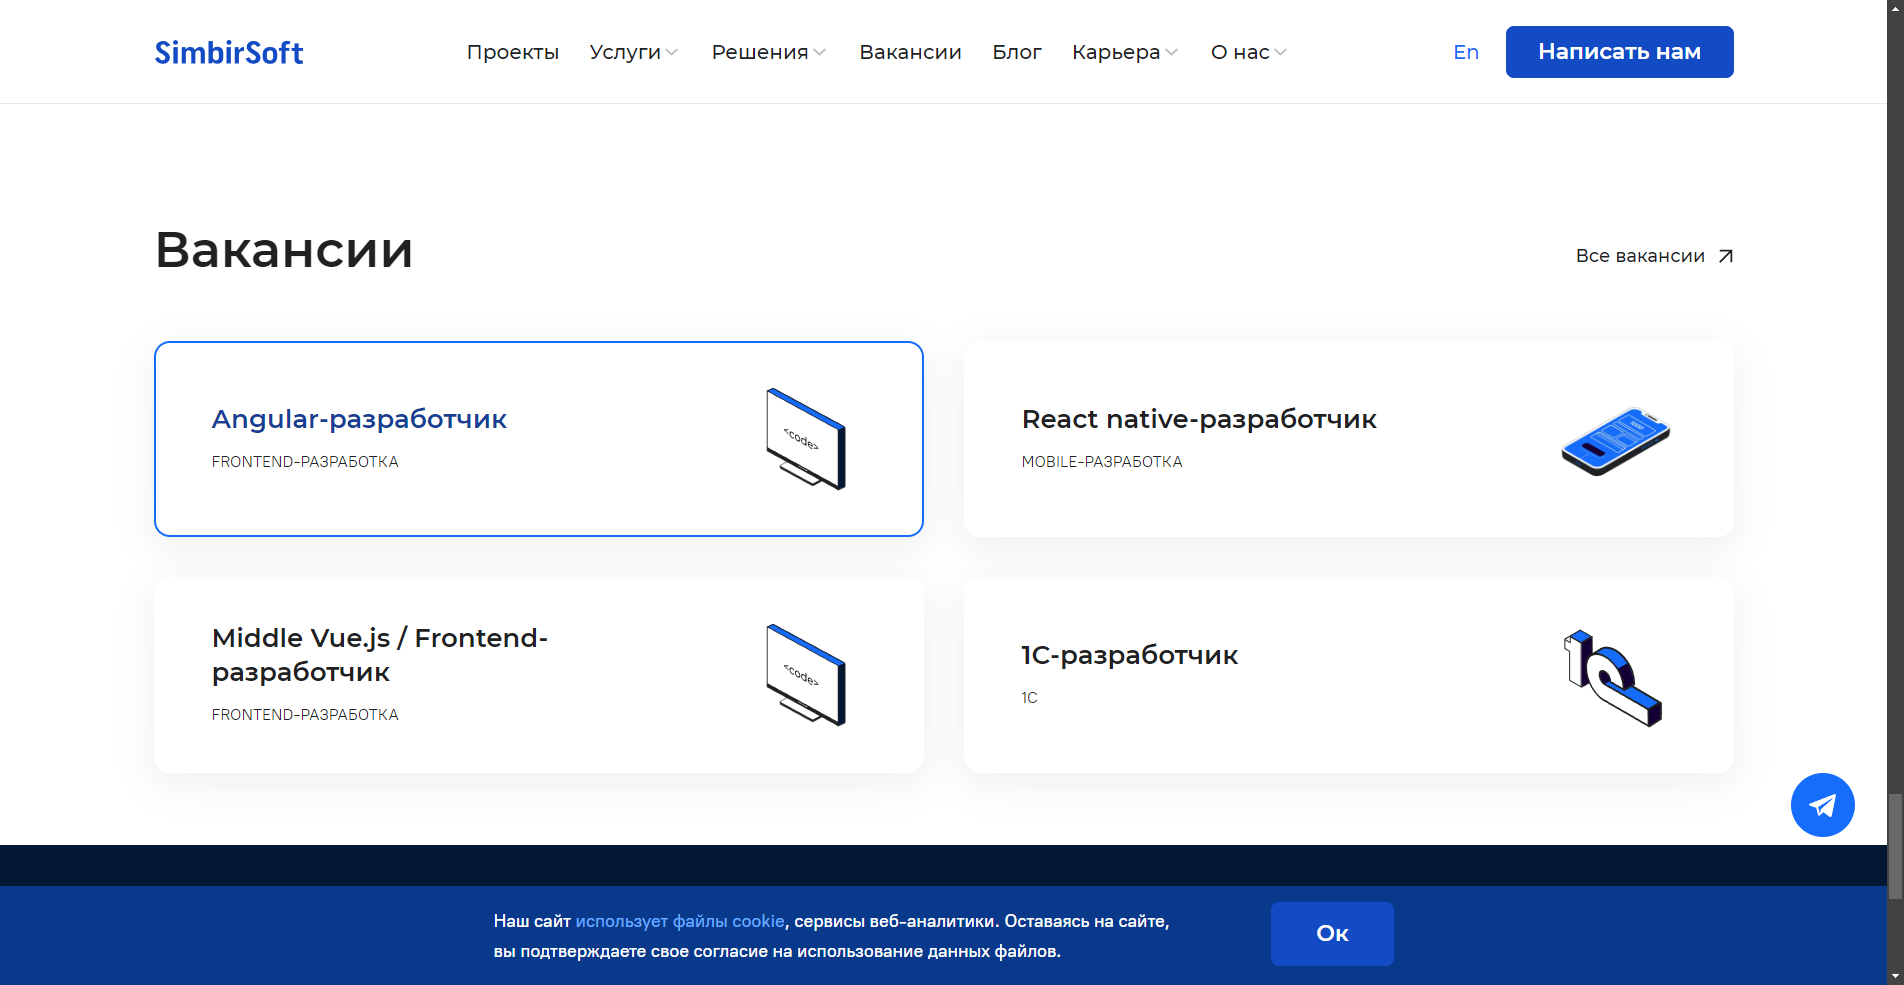 SimbirSoft
Проекты
Услуги
Решения
Вакансии
Блог
Карьера
О нас
En
Написать нам
Вакансии
Все вакансии
Angular-разработчик
FRONTEND-РАЗРАБОТКА
<code>
React native-разработчик
MOBILE-РАЗРАБОТКА
1000
Middle Vue.js / Frontend-
разработчик
FRONTEND-РАЗРАБОТКА
<code>
1С-разработчик
1С
1С
Наш сайт использует файлы cookie, сервисы веб-аналитики. Оставаясь на сайте,
вы подтверждаете свое согласие на использование данных файлов.
Ок